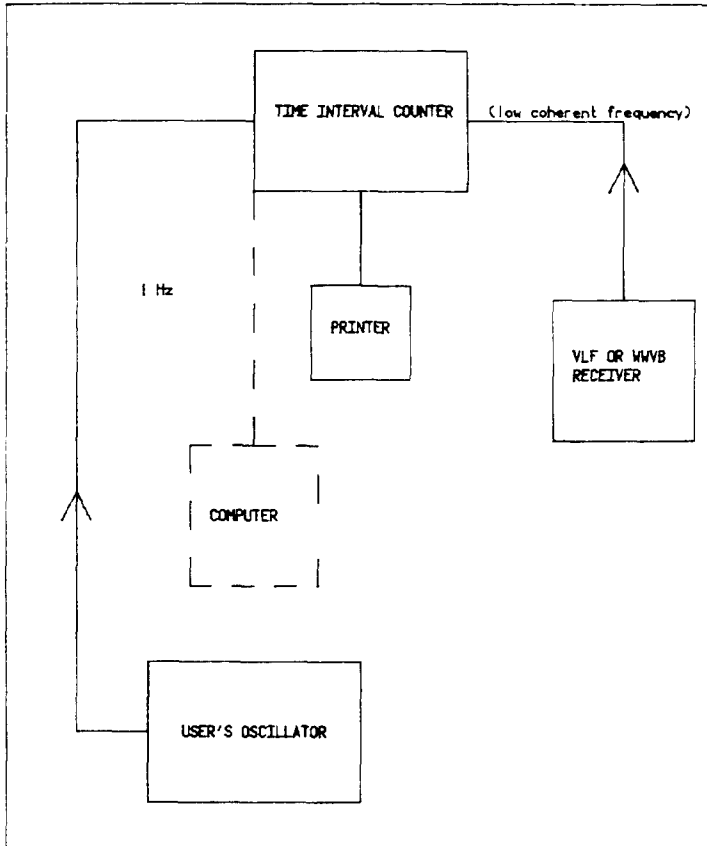 TIME INTERVAL COUNTER
(low coherent frequency)
1 Hz
PRINTER
VLF OR WWVB
RECEIVER
COMPUTER
USER'S OSCILLATOR